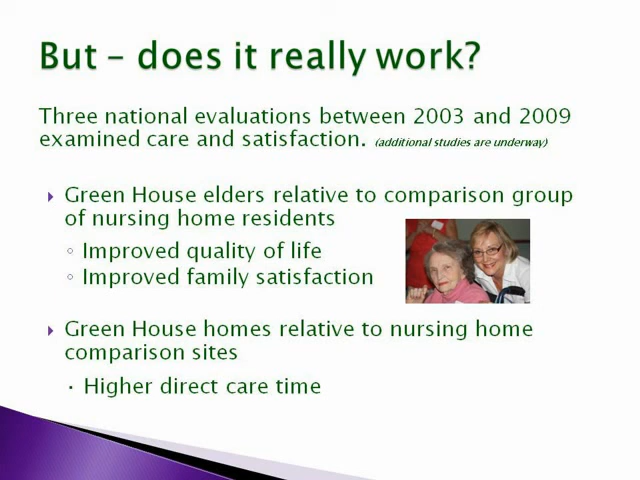 But – does it really work?
Three national evaluations between 2003 and 2009
examined care and satisfaction. (additional studies are underway)
Green House elders relative to comparison group
of nursing home residents
Improved quality of life
Improved family satisfaction
Green House homes relative to nursing home
comparison sites
Higher direct care time